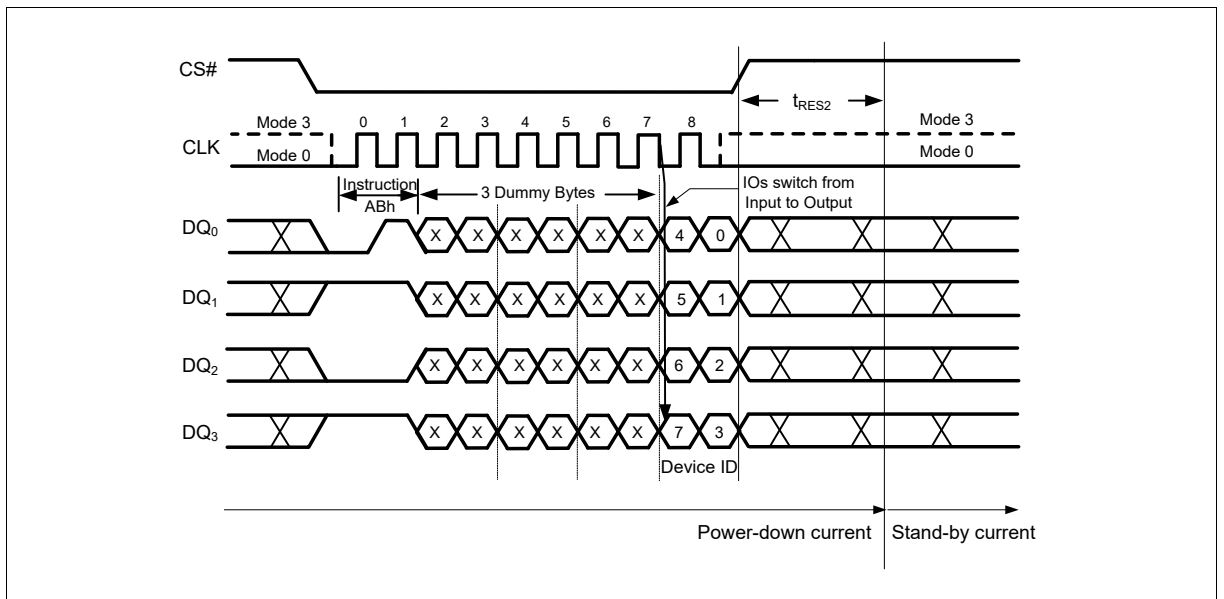 CS#
tRES2
Mode 3
0 1 2 3 4 5 6 7 8
Mode 3
CLK
Mode 0
Mode 0
Instruction
ABh
3 Dummy Bytes
IOs switch from
Input to Output
DQ0
X X X X X X 4 0
DQ1
X X X X X X 5 1
DQ2
X X X X X X 6 2
DQ3
X X X X X X 7 3
Device ID
Power-down current
Stand-by current